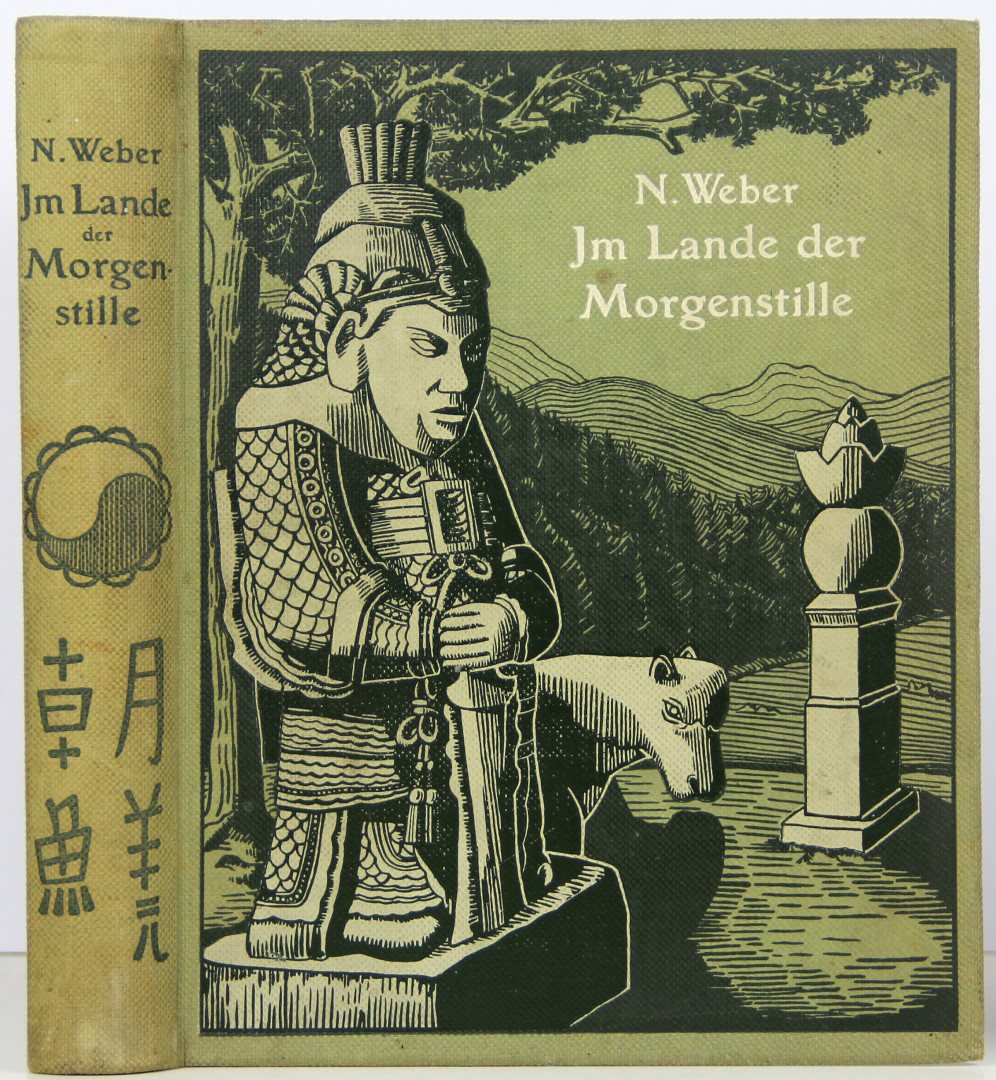 N. Weber
Jm Lande
der
Morgen-
stille
朝
鮮
N. Weber
Jm Lande der
Morgenstille